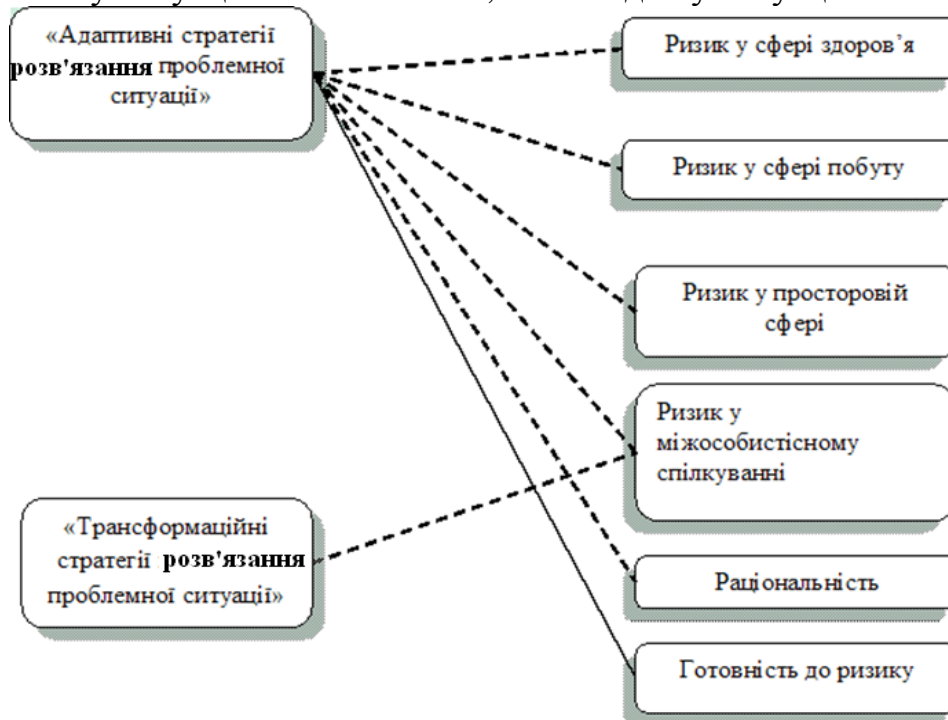 «Адаптивні стратегії
розв'язання проблемної
ситуації»
Ризик у сфері здоров’я
Ризик у сфері побуту
Ризик у просторовій
сфері
Ризик у
міжособистісному
спілкуванні
«Трансформаційні
стратегії розв'язання
проблемної ситуації»
Раціональність
Готовність до ризику